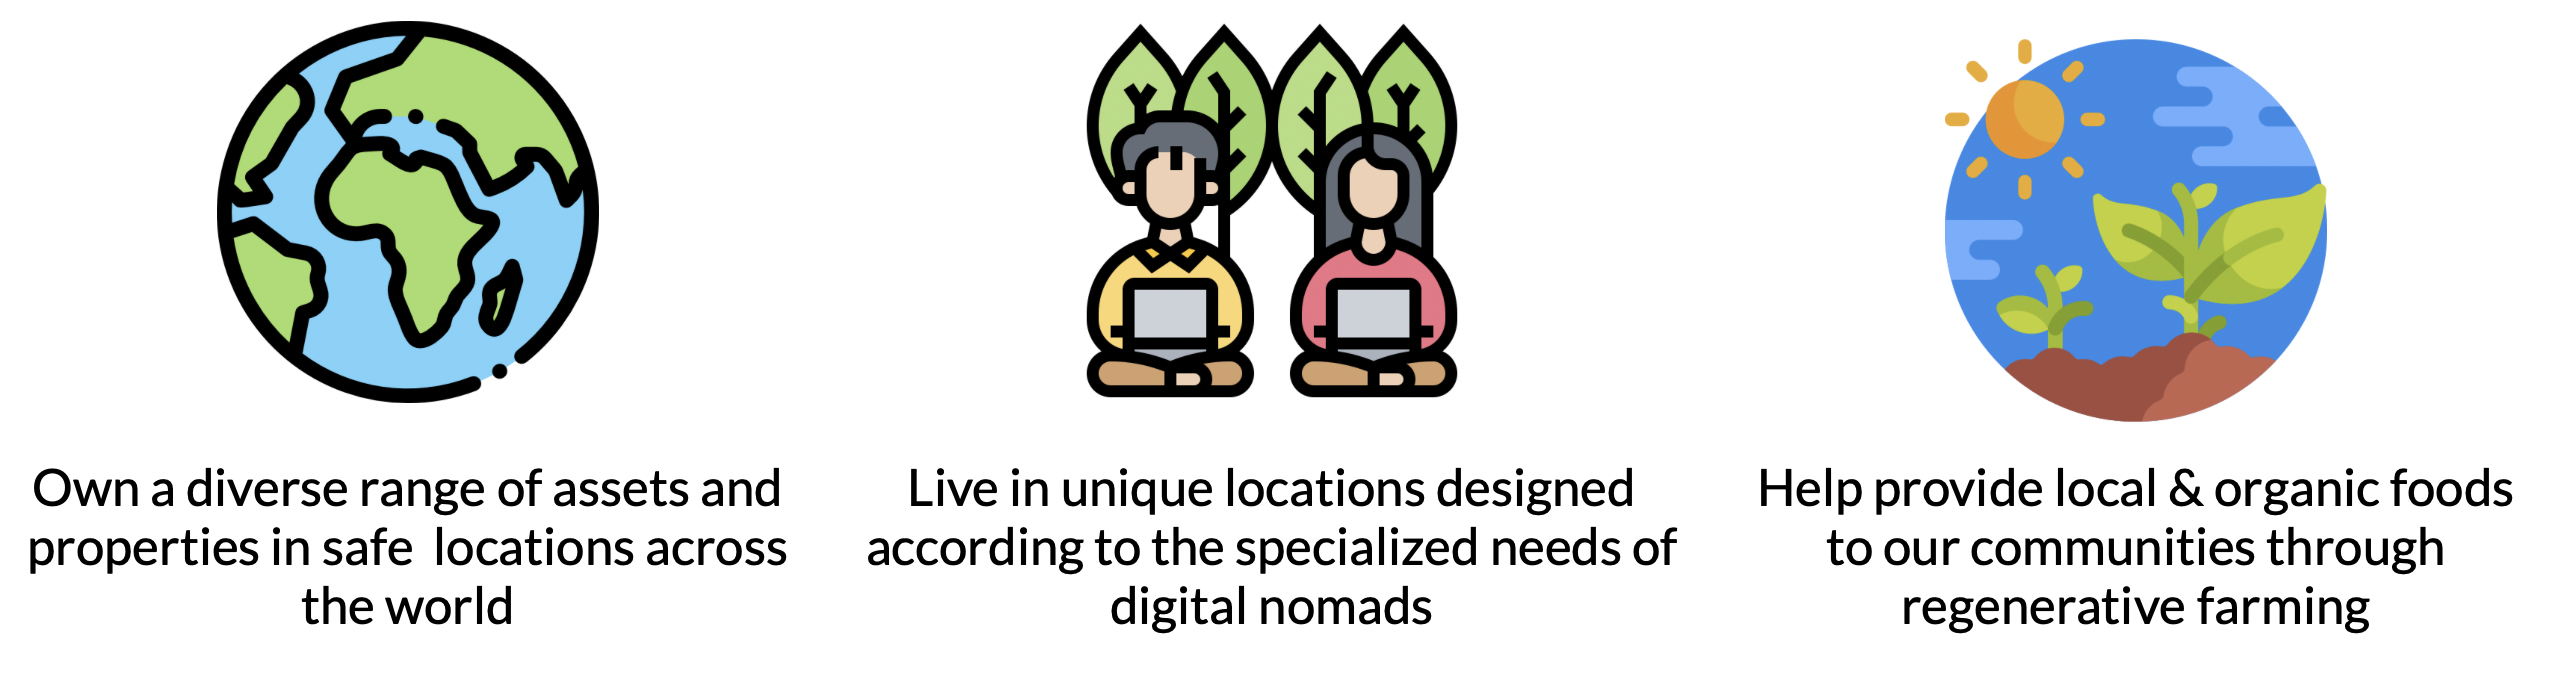 Own a diverse range of assets and
properties in safe  locations across
the world
Live in unique locations designed
according to the specialized needs of
digital nomads
Help provide local & organic foods
to our communities through
regenerative farming